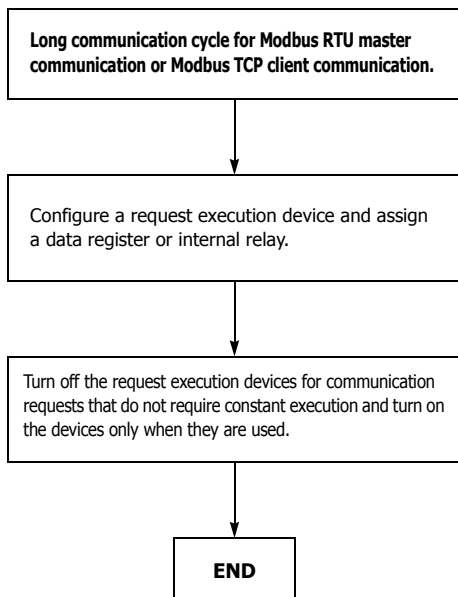 Long communication cycle for Modbus RTU master
communication or Modbus TCP client communication.
Configure a request execution device and assign
a data register or internal relay.
Turn off the request execution devices for communication
requests that do not require constant execution and turn on
the devices only when they are used.
END